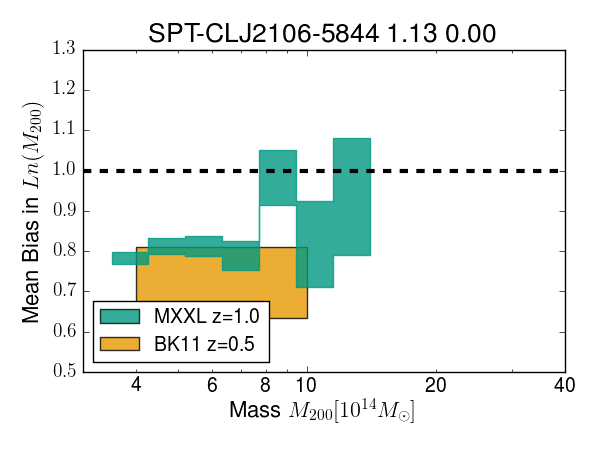 SPT-CLJ2106-5844 1.13 0.00
Mean Bias in Ln(M₂₀₀)
1.3
1.2
1.1
1.0
0.9
0.8
0.7
0.6
0.5
MXXL z=1.0
BK11 z=0.5
4 6 8 10 20 40
Mass M₂₀₀[10¹⁴M☉]